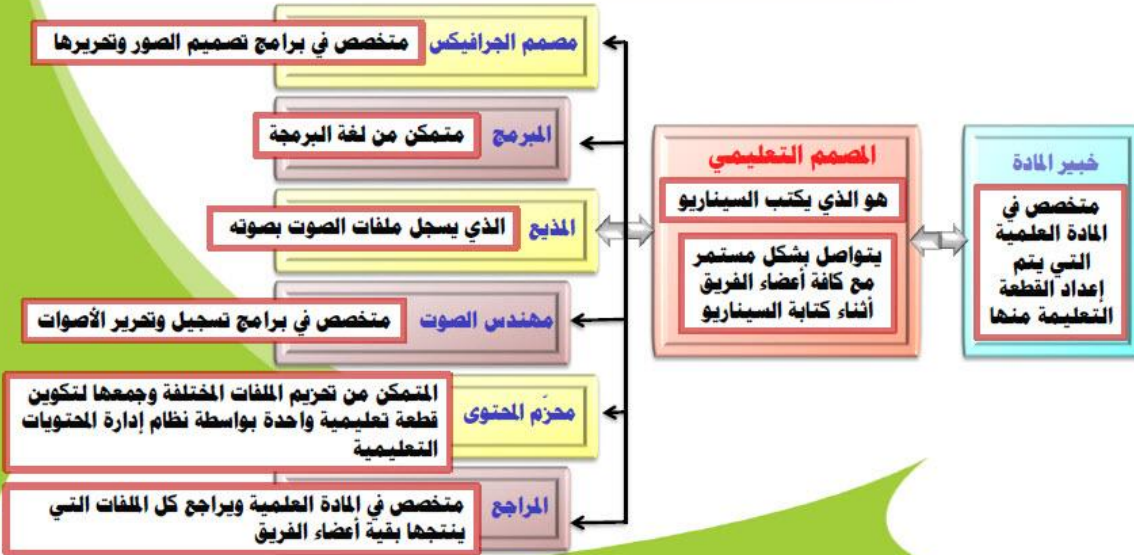 خبير المادة
متخصص في
المادة العلمية
التي يتم
إعداد القطعة
التعليمة منها
المصمم التعليمي
هو الذي يكتب السيناريو
يتواصل بشكل مستمر
مع كافة أعضاء الفريق
أثناء كتابة السيناريو
مصمم الجرافيكس
متخصص في برامج تصميم الصور وتحريرها
المبرمج
متمكن من لغة البرمجة
المذيع
الذي يسجل ملفات الصوت بصوته
مهندس الصوت
متخصص في برامج تسجيل وتحرير الأصوات
محزّم المحتوى
المتمكن من تحزيم الملفات المختلفة وجمعها لتكوين
قطعة تعليمية واحدة بواسطة نظام إدارة المحتويات
التعليمية
المراجع
متخصص في المادة العلمية ويراجع كل الملفات التي
ينتجها بقية أعضاء الفريق